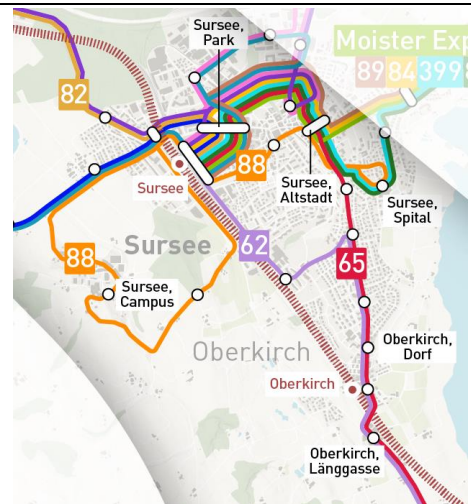 Sursee,
Park
Moister Exp
89 84 399 S
82
Sursee
88
Sursee,
Altstadt
Sursee,
Spital
Sursee
62
88
65
Sursee,
Campus
Oberkirch
Oberkirch,
Dorf
Oberkirch
Oberkirch,
Länggasse